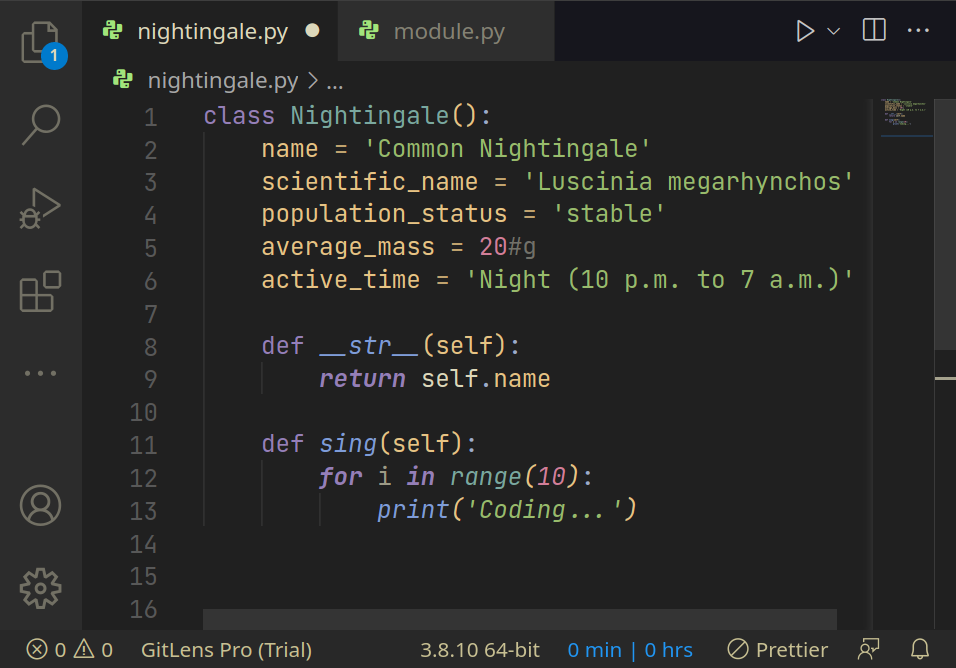 nightingale.py module.py
1
nightingale.py > ...
1 class Nightingale():
2     name = 'Common Nightingale'
3     scientific_name = 'Luscinia megarhynchos'
4     population_status = 'stable'
5     average_mass = 20#g
6     active_time = 'Night (10 p.m. to 7 a.m.)'
7
8     def __str__(self):
9         return self.name
10
11     def sing(self):
12         for i in range(10):
13             print('Coding...')
14
15
16
0 0 GitLens Pro (Trial) 3.8.10 64-bit 0 min | 0 hrs Prettier